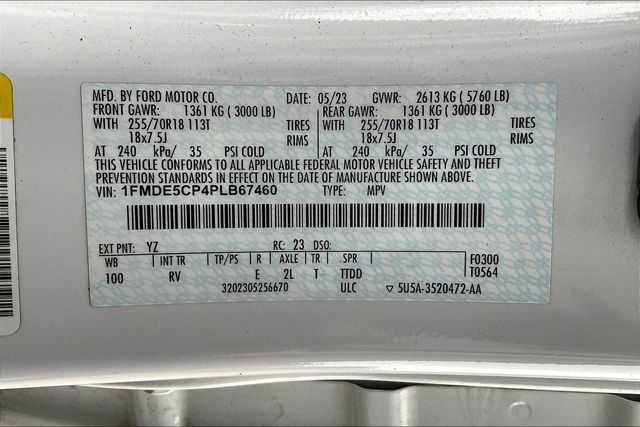 MFD. BY FORD MOTOR CO. DATE: 05/23 GVWR: 2613 KG ( 5760 LB)
FRONT GAWR: 1361 KG ( 3000 LB) REAR GAWR: 1361 KG ( 3000 LB)
WITH 255/70R18 113T TIRES WITH 255/70R18 113T TIRES
18x7.5J RIMS 18x7.5J RIMS
AT 240 kPa/ 35 PSI COLD AT 240 kPa/ 35 PSI COLD
THIS VEHICLE CONFORMS TO ALL APPLICABLE FEDERAL MOTOR VEHICLE SAFETY AND THEFT
PREVENTION STANDARDS IN EFFECT ON THE DATE OF MANUFACTURE SHOWN ABOVE.
VIN: 1FMDE5CP4PLB67460 TYPE: MPV
EXT PNT: YZ RC: 23 DSO:
WB INT TR TP/PS R AXLE TR SPR F0300
100 RV E 2L T TTDD T0564
3202305256670 ULC ▽ 5U5A-3520472-AA